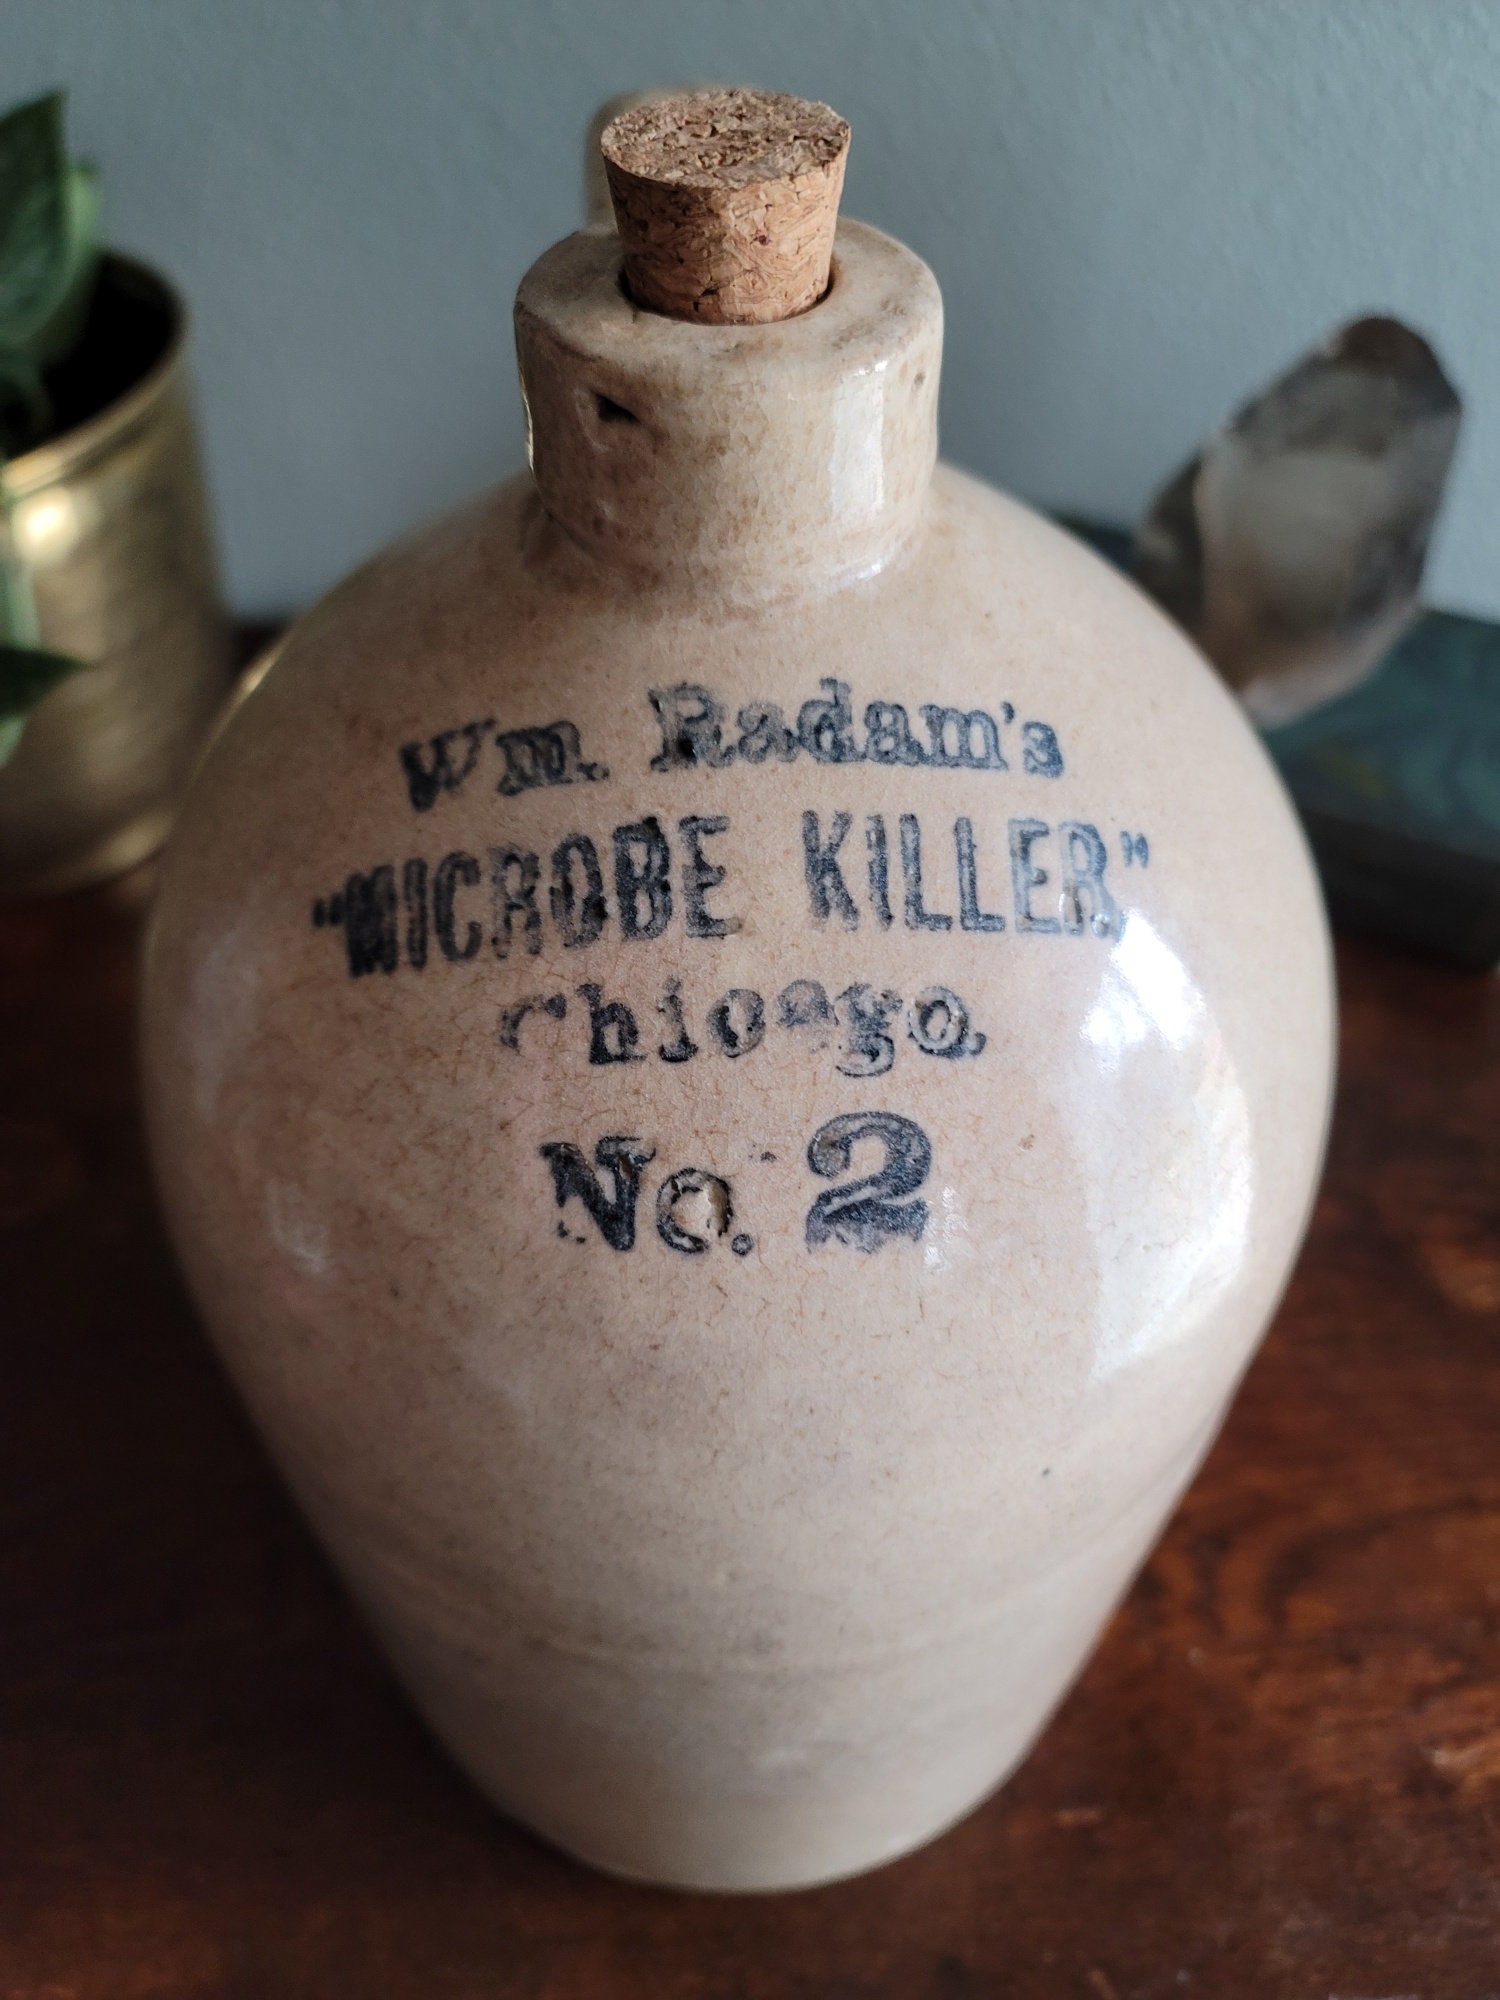 Wm. Radam's
"MICROBE KILLER"
Chicago.
No. 2